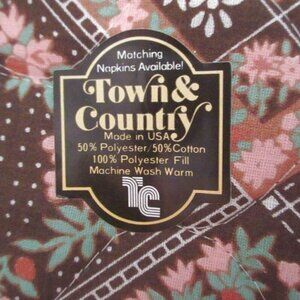 Matching
Napkins Available!
Town &
Country
Made in USA
50% Polyester/50% Cotton
100% Polyester Fill
Machine Wash Warm
TC